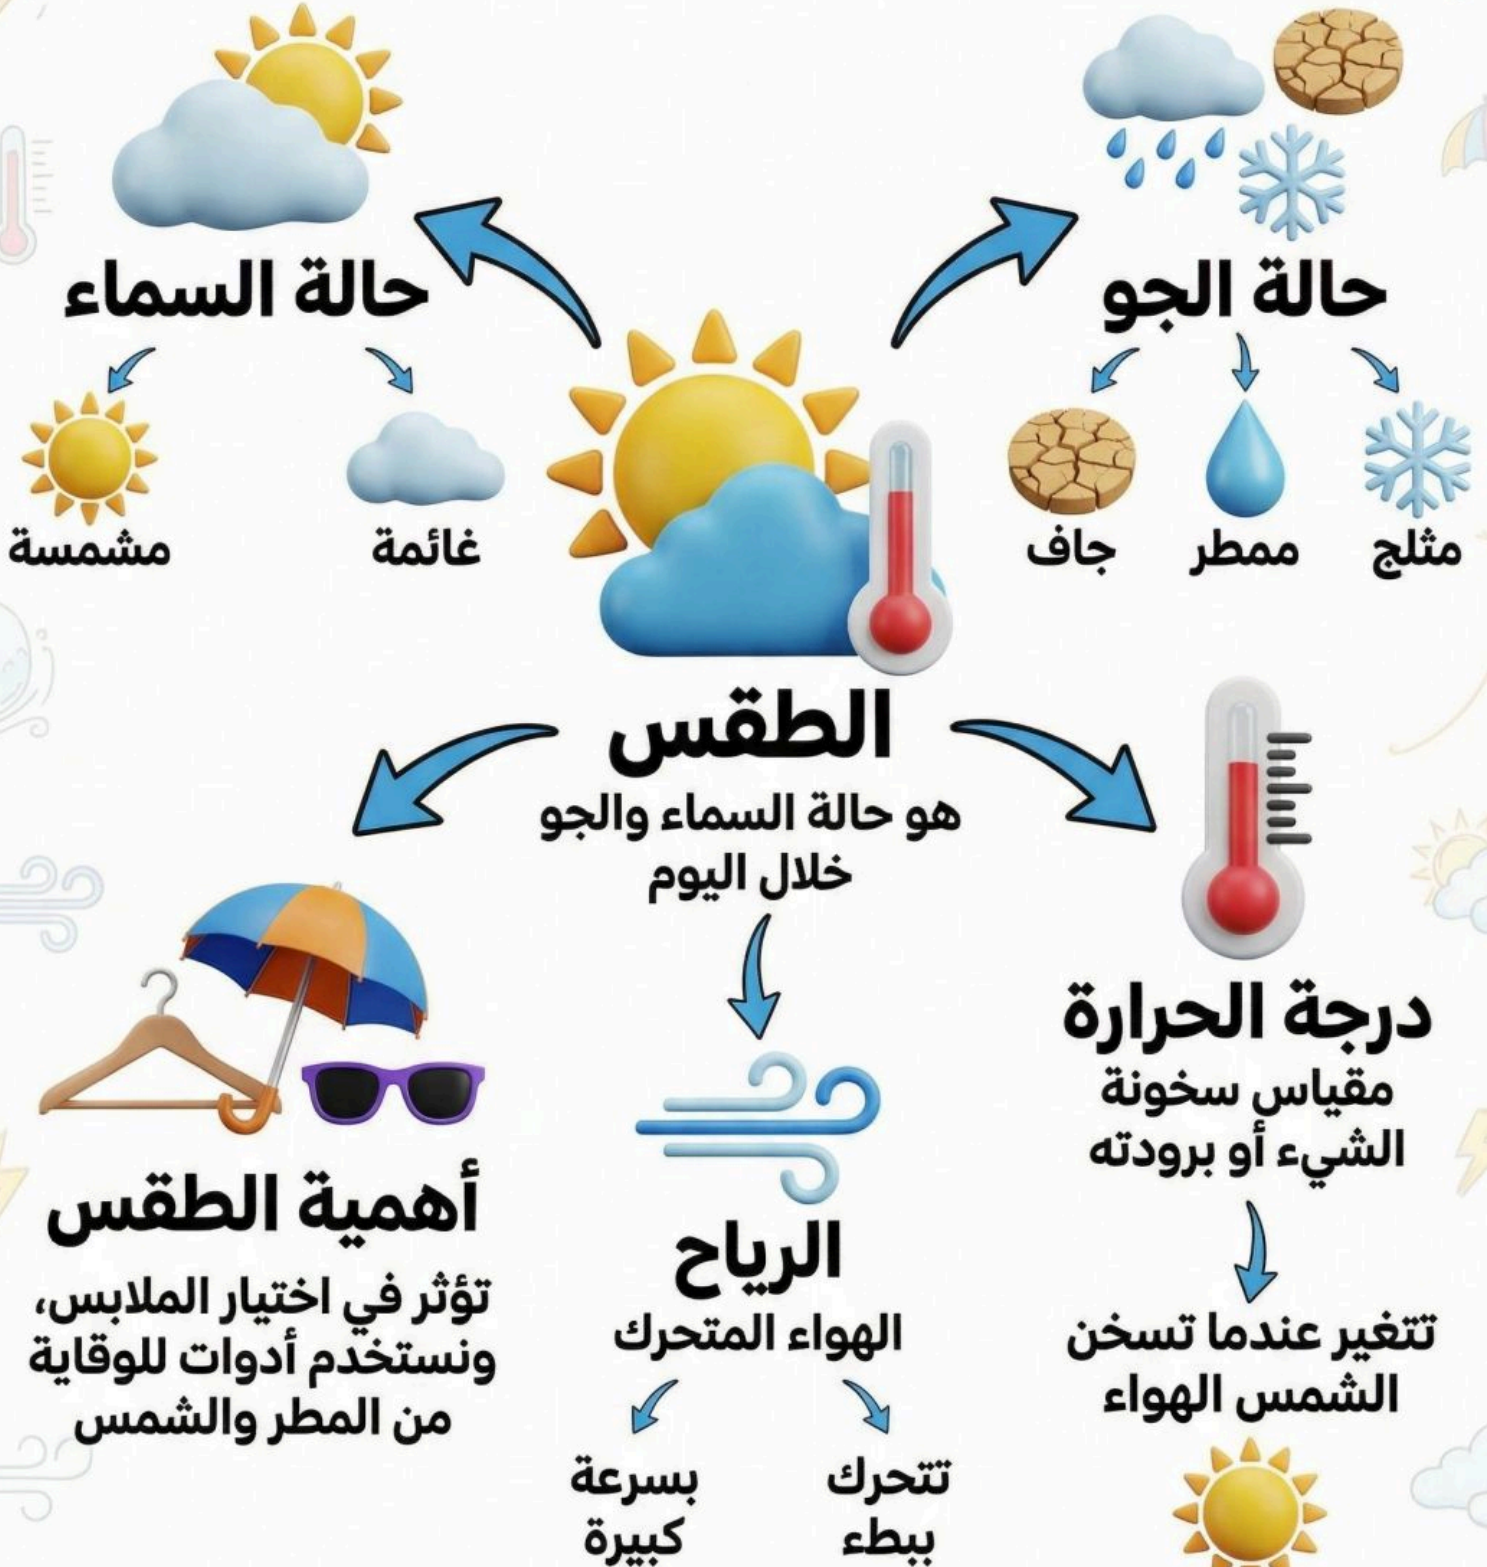 حالة الجو
حالة السماء
مثلج
ممطر
جاف
غائمة
مشمسة
الطقس
هو حالة السماء والجو
خلال اليوم
درجة الحرارة
مقياس سخونة
الشيء أو برودته
تتغير عندما تسخن
الشمس الهواء
الرياح
الهواء المتحرك
تتحرك
ببطء
بسرعة
كبيرة
أهمية الطقس
تؤثر في اختيار الملابس،
ونستخدم أدوات للوقاية
من المطر والشمس